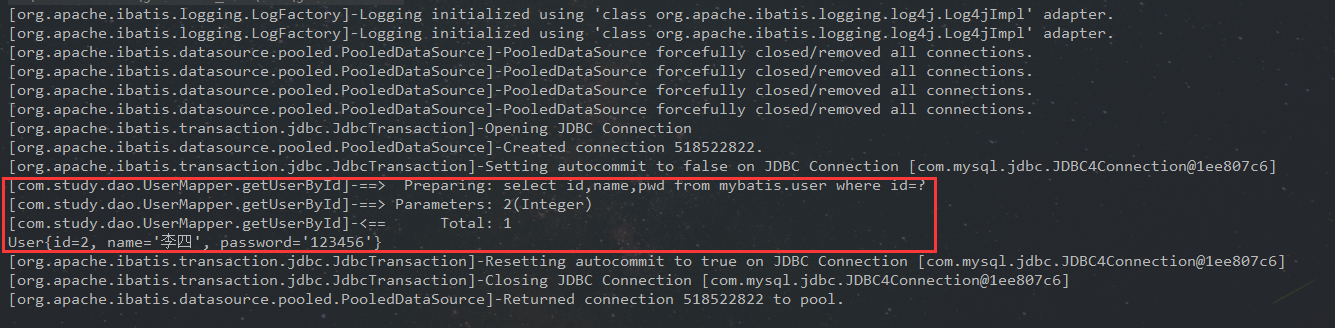 [org.apache.ibatis.logging.LogFactory]-Logging initialized using 'class org.apache.ibatis.logging.log4j.Log4jImpl' adapter.
[org.apache.ibatis.logging.LogFactory]-Logging initialized using 'class org.apache.ibatis.logging.log4j.Log4jImpl' adapter.
[org.apache.ibatis.datasource.pooled.PooledDataSource]-PooledDataSource forcefully closed/removed all connections.
[org.apache.ibatis.datasource.pooled.PooledDataSource]-PooledDataSource forcefully closed/removed all connections.
[org.apache.ibatis.datasource.pooled.PooledDataSource]-PooledDataSource forcefully closed/removed all connections.
[org.apache.ibatis.datasource.pooled.PooledDataSource]-PooledDataSource forcefully closed/removed all connections.
[org.apache.ibatis.transaction.jdbc.JdbcTransaction]-Opening JDBC Connection
[org.apache.ibatis.datasource.pooled.PooledDataSource]-Created connection 518522822.
[org.apache.ibatis.transaction.jdbc.JdbcTransaction]-Setting autocommit to false on JDBC Connection [com.mysql.jdbc.JDBC4Connection@1ee807c6]
[com.study.dao.UserMapper.getUserById]-==>  Preparing: select id,name,pwd from mybatis.user where id=?
[com.study.dao.UserMapper.getUserById]-==> Parameters: 2(Integer)
[com.study.dao.UserMapper.getUserById]-<==      Total: 1
User{id=2, name='李四', password='123456'}
[org.apache.ibatis.transaction.jdbc.JdbcTransaction]-Resetting autocommit to true on JDBC Connection [com.mysql.jdbc.JDBC4Connection@1ee807c6]
[org.apache.ibatis.transaction.jdbc.JdbcTransaction]-Closing JDBC Connection [com.mysql.jdbc.JDBC4Connection@1ee807c6]
[org.apache.ibatis.datasource.pooled.PooledDataSource]-Returned connection 518522822 to pool.